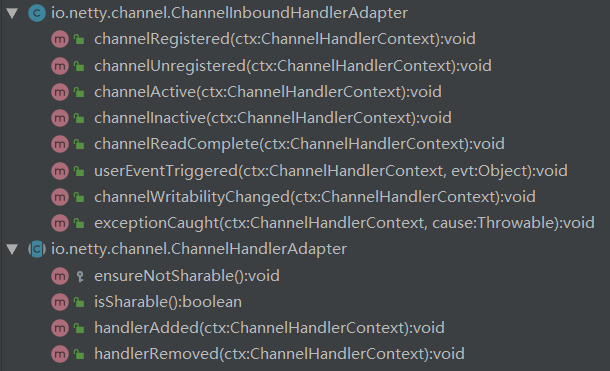 io.netty.channel.ChannelInboundHandlerAdapter
channelRegistered(ctx:ChannelHandlerContext):void
channelUnregistered(ctx:ChannelHandlerContext):void
channelActive(ctx:ChannelHandlerContext):void
channelInactive(ctx:ChannelHandlerContext):void
channelReadComplete(ctx:ChannelHandlerContext):void
userEventTriggered(ctx:ChannelHandlerContext, evt:Object):void
channelWritabilityChanged(ctx:ChannelHandlerContext):void
exceptionCaught(ctx:ChannelHandlerContext, cause:Throwable):void
io.netty.channel.ChannelHandlerAdapter
ensureNotSharable():void
isSharable():boolean
handlerAdded(ctx:ChannelHandlerContext):void
handlerRemoved(ctx:ChannelHandlerContext):void